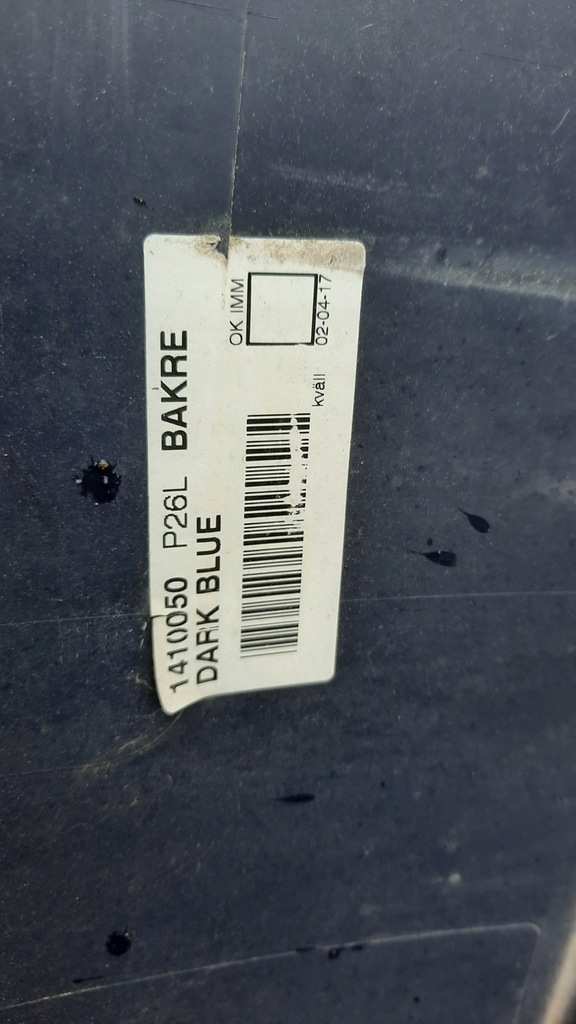 1410050 P26L BAKRE
DARK BLUE
OK IMM
02-04-17
kväll